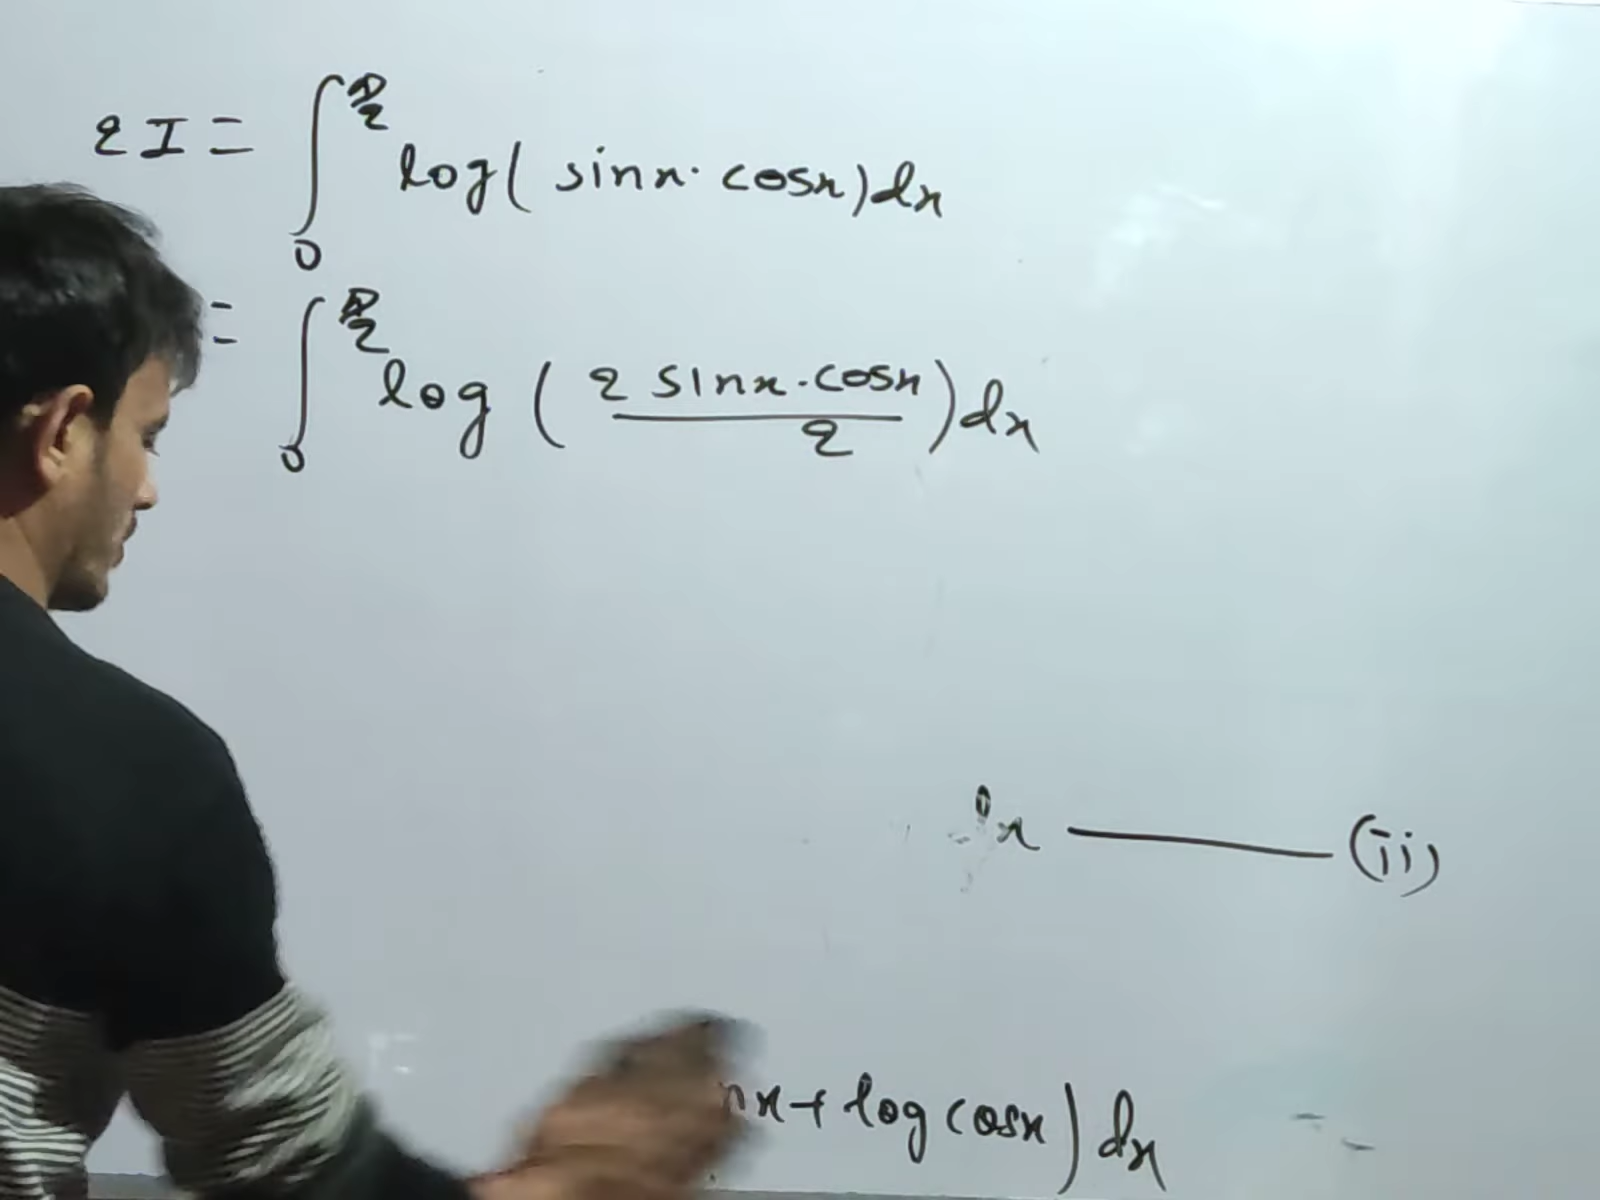 2I = ∫₀^{π/2} log( sinx · cosx) dx
= ∫₀^{π/2} log ( 2 sinx · cosx / 2 ) dx
x ——— (ii)
nx + log cosx ) dx